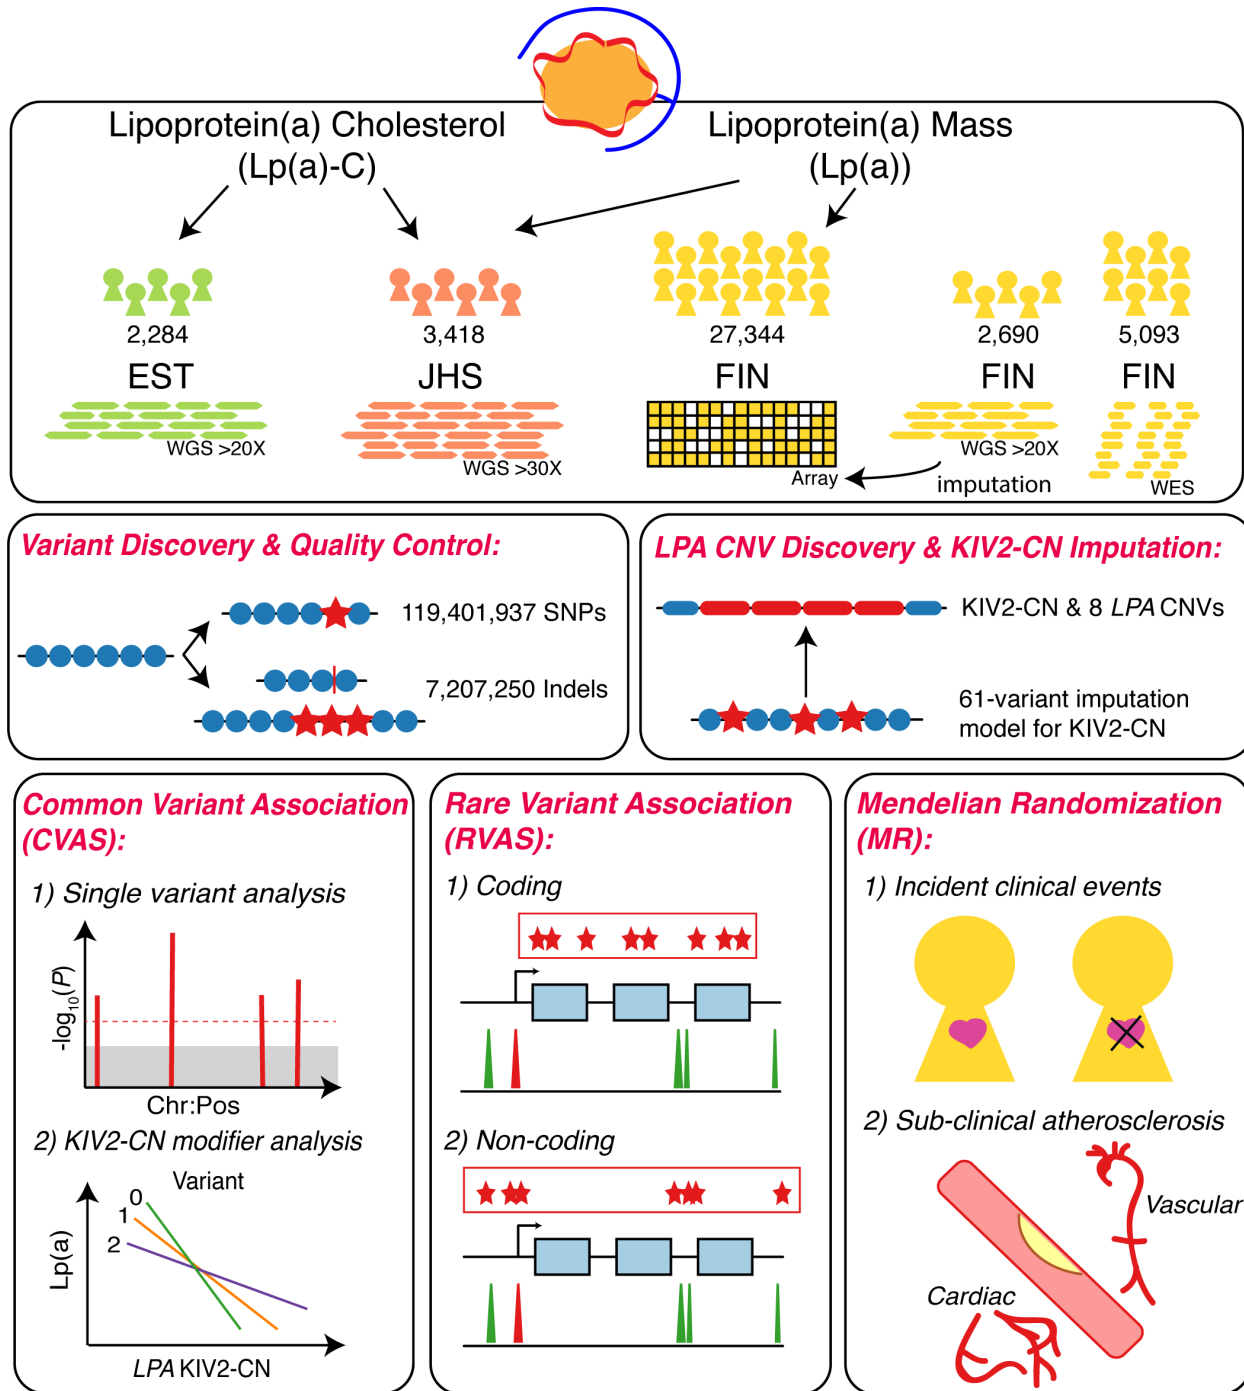 Lipoprotein(a) Cholesterol
(Lp(a)-C)
Lipoprotein(a) Mass
(Lp(a))
2,284
EST
WGS >20X
3,418
JHS
WGS >30X
27,344
FIN
Array
2,690
FIN
WGS >20X
imputation
5,093
FIN
WES
Variant Discovery & Quality Control:
119,401,937 SNPs
7,207,250 Indels
LPA CNV Discovery & KIV2-CN Imputation:
KIV2-CN & 8 LPA CNVs
61-variant imputation
model for KIV2-CN
Common Variant Association
(CVAS):
1) Single variant analysis
-log10(P)
Chr:Pos
2) KIV2-CN modifier analysis
Variant
0
1
2
Lp(a)
LPA KIV2-CN
Rare Variant Association
(RVAS):
1) Coding
2) Non-coding
Mendelian Randomization
(MR):
1) Incident clinical events
2) Sub-clinical atherosclerosis
Vascular
Cardiac